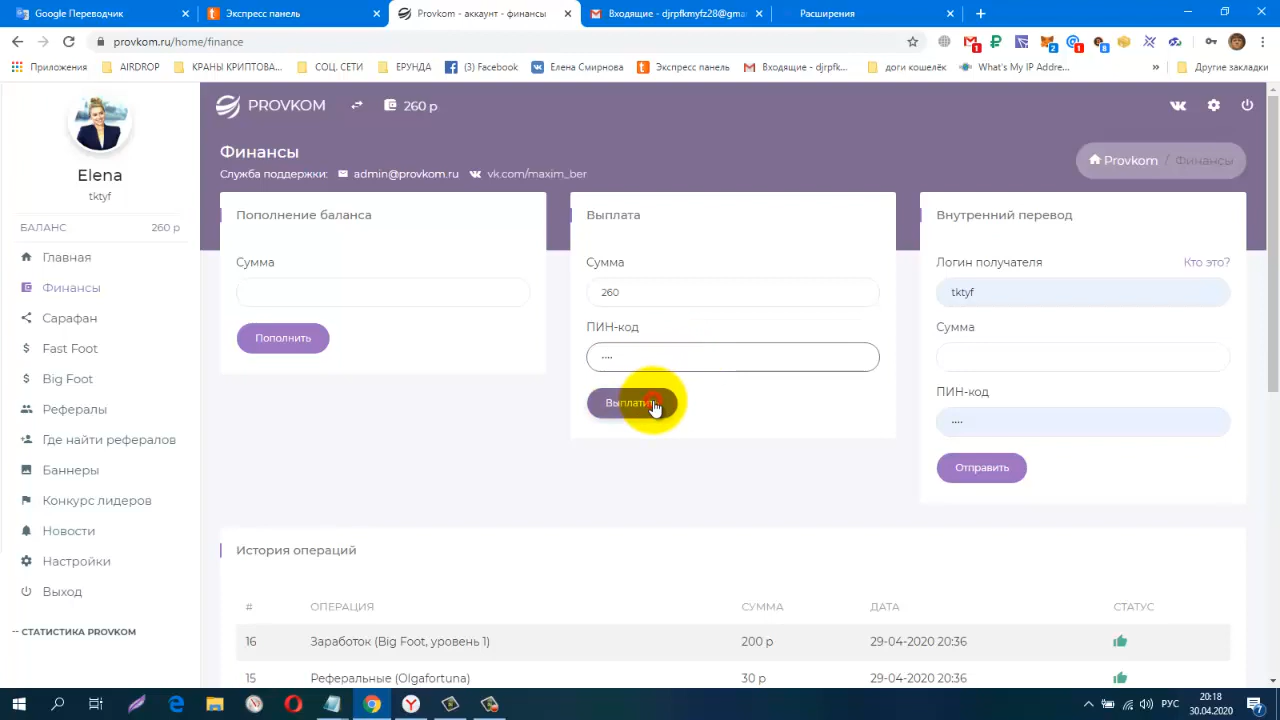 Google Переводчик
Экспресс панель
Provkom - аккаунт - финансы
Входящие - djrpfkmyfz28@gma
Расширения
provkom.ru/home/finance
Приложения
AIRDROP
КРАНЫ КРИПТОВА...
СОЦ. СЕТИ
ЕРУНДА
(3) Facebook
Елена Смирнова
Экспресс панель
Входящие - djrpfk...
доги кошелёк
What's My IP Addre...
Другие закладки
Elena
tktyf
БАЛАНС 260 р
Главная
Финансы
Сарафан
Fast Foot
Big Foot
Рефералы
Где найти рефералов
Баннеры
Конкурс лидеров
Новости
Настройки
Выход
-- СТАТИСТИКА PROVKOM
PROVKOM
260 р
Финансы
Служба поддержки: admin@provkom.ru vk.com/maxim_ber
Provkom / Финансы
Пополнение баланса
Сумма
Пополнить
Выплата
Сумма
260
ПИН-код
Выплатить
Внутренний перевод
Логин получателя Кто это?
tktyf
Сумма
ПИН-код
Отправить
История операций
# ОПЕРАЦИЯ СУММА ДАТА СТАТУС
16 Заработок (Big Foot, уровень 1) 200 р 29-04-2020 20:36
15 Реферальные (Olgafortuna) 30 р 29-04-2020 20:36
РУС
20:18
30.04.2020